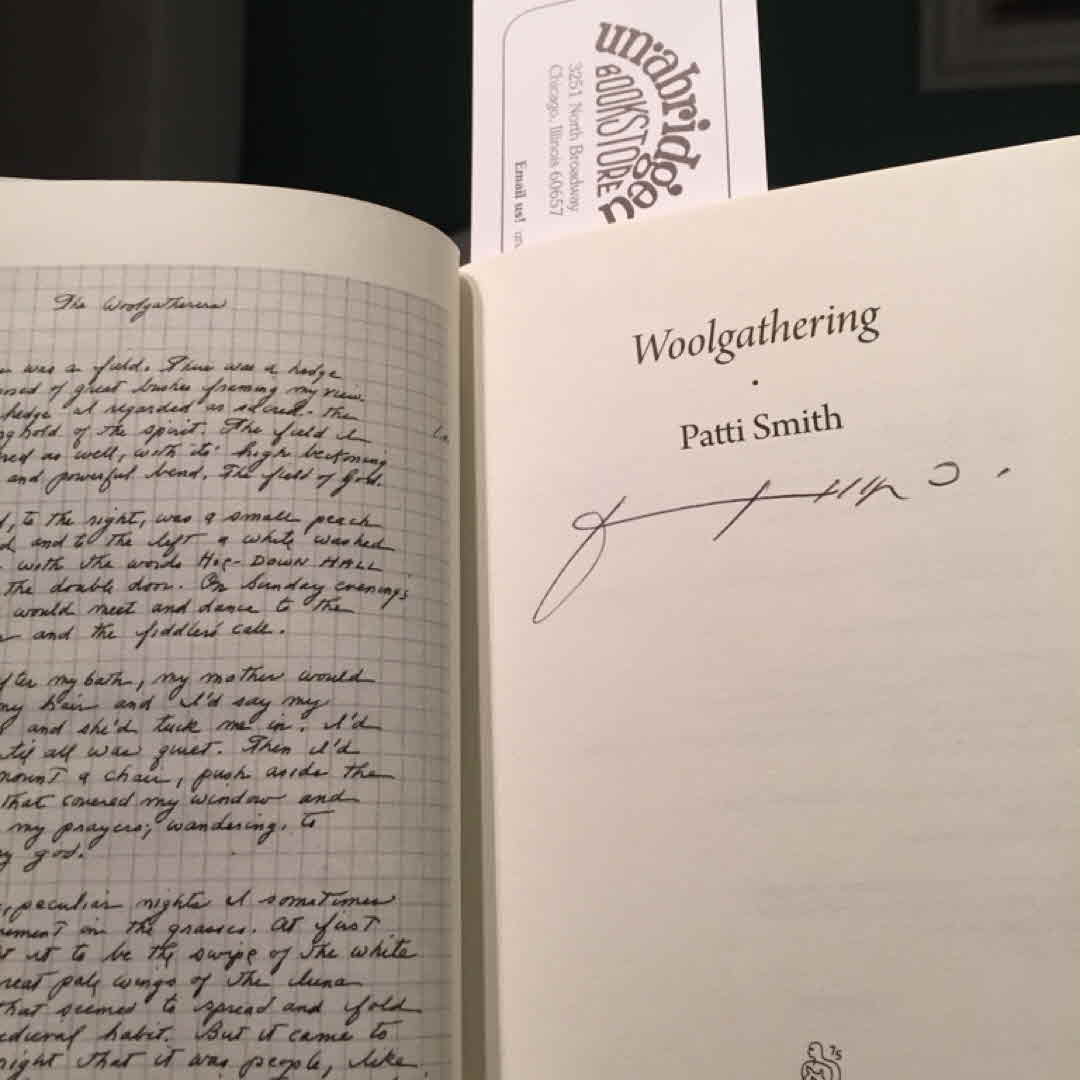 unabridged
BOOKSTORE
3251 North Broadway
Chicago, Illinois 60657
Email us!
The Woolgatherers
was a field. There was a hedge
of great bushes framing my view.
hedge I regarded as sacred. The
hold of the spirit. The field I
as well, with its' high beckoning
and powerful bend. The field of God.
to the right, was a small peach
and to the left a white washed
with the words HOE-DOWN HALL
the double door. On Sunday evenings
would meet and dance to the
and the fiddlers call.
my bath, my mother would
my hair and I'd say my
and she'd tuck me in. I'd
til all was quiet. Then I'd
mount a chair, push aside the
that covered my window and
my prayers; wandering, to
god.
peculiar nights I sometimes
in the grasses. At first
it to be the swipe of the white
pale wings of the luna
that seemed to spread and fold
habit. But it came to
that it was people, like
Woolgathering
Patti Smith
75